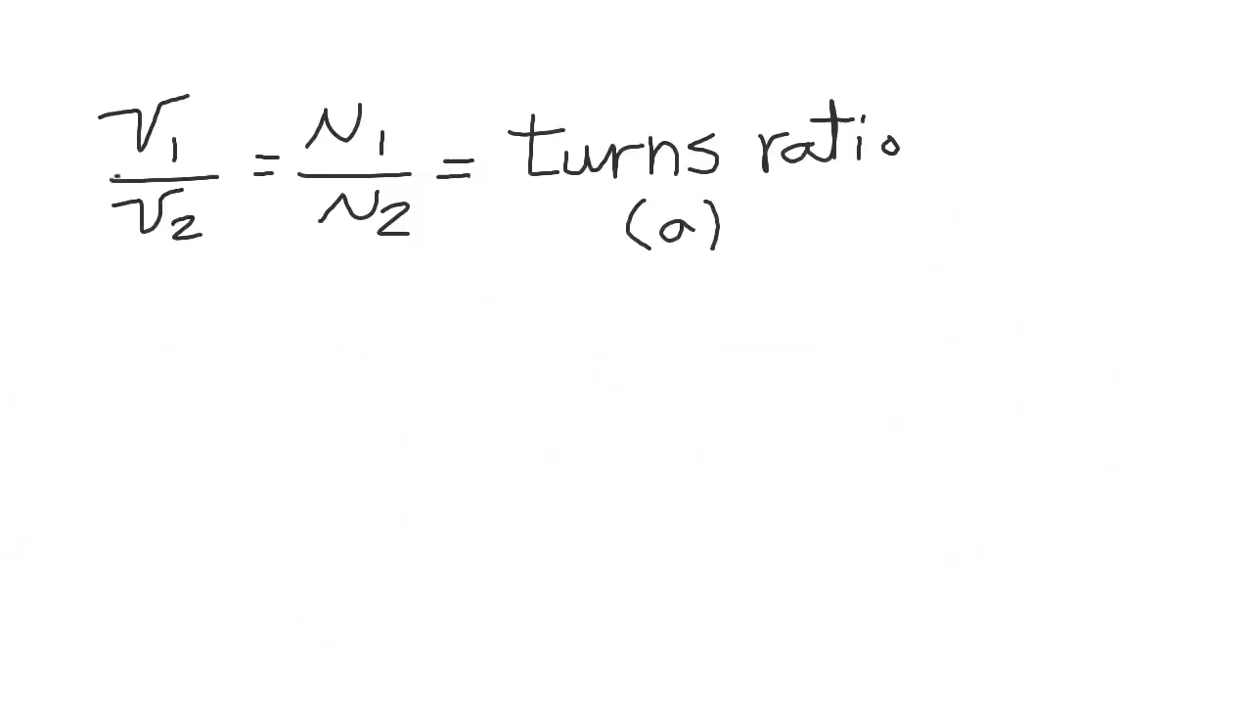 V1/V2 = N1/N2 = turns ratio
(a)